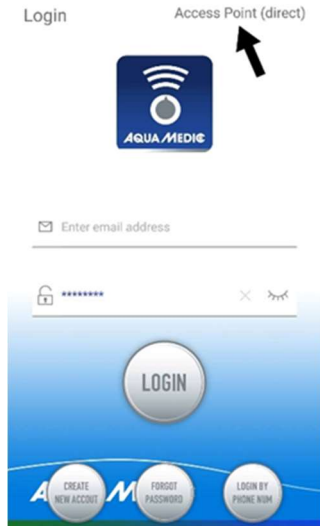 Login
Access Point (direct)
AQUA MEDIC
Enter email address
********
LOGIN
A
CREATE
NEW ACCOUT
M
FORGOT
PASSWORD
LOGIN BY
PHONE NUM